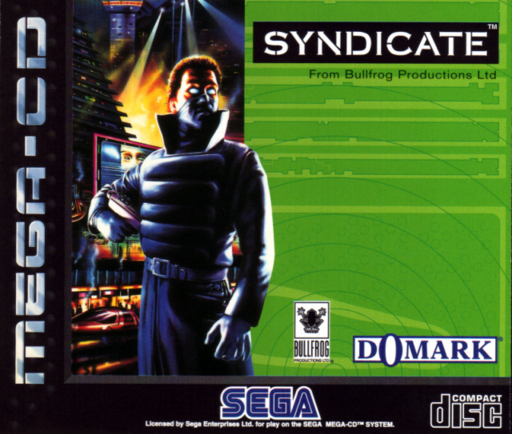 MEGA-CD
SYNDICATE™
From Bullfrog Productions Ltd
BULLFROG
PRODUCTIONS LTD
DOMARK
SEGA
Licensed by Sega Enterprises Ltd. for play on the SEGA MEGA-CD™ SYSTEM.
COMPACT
disc